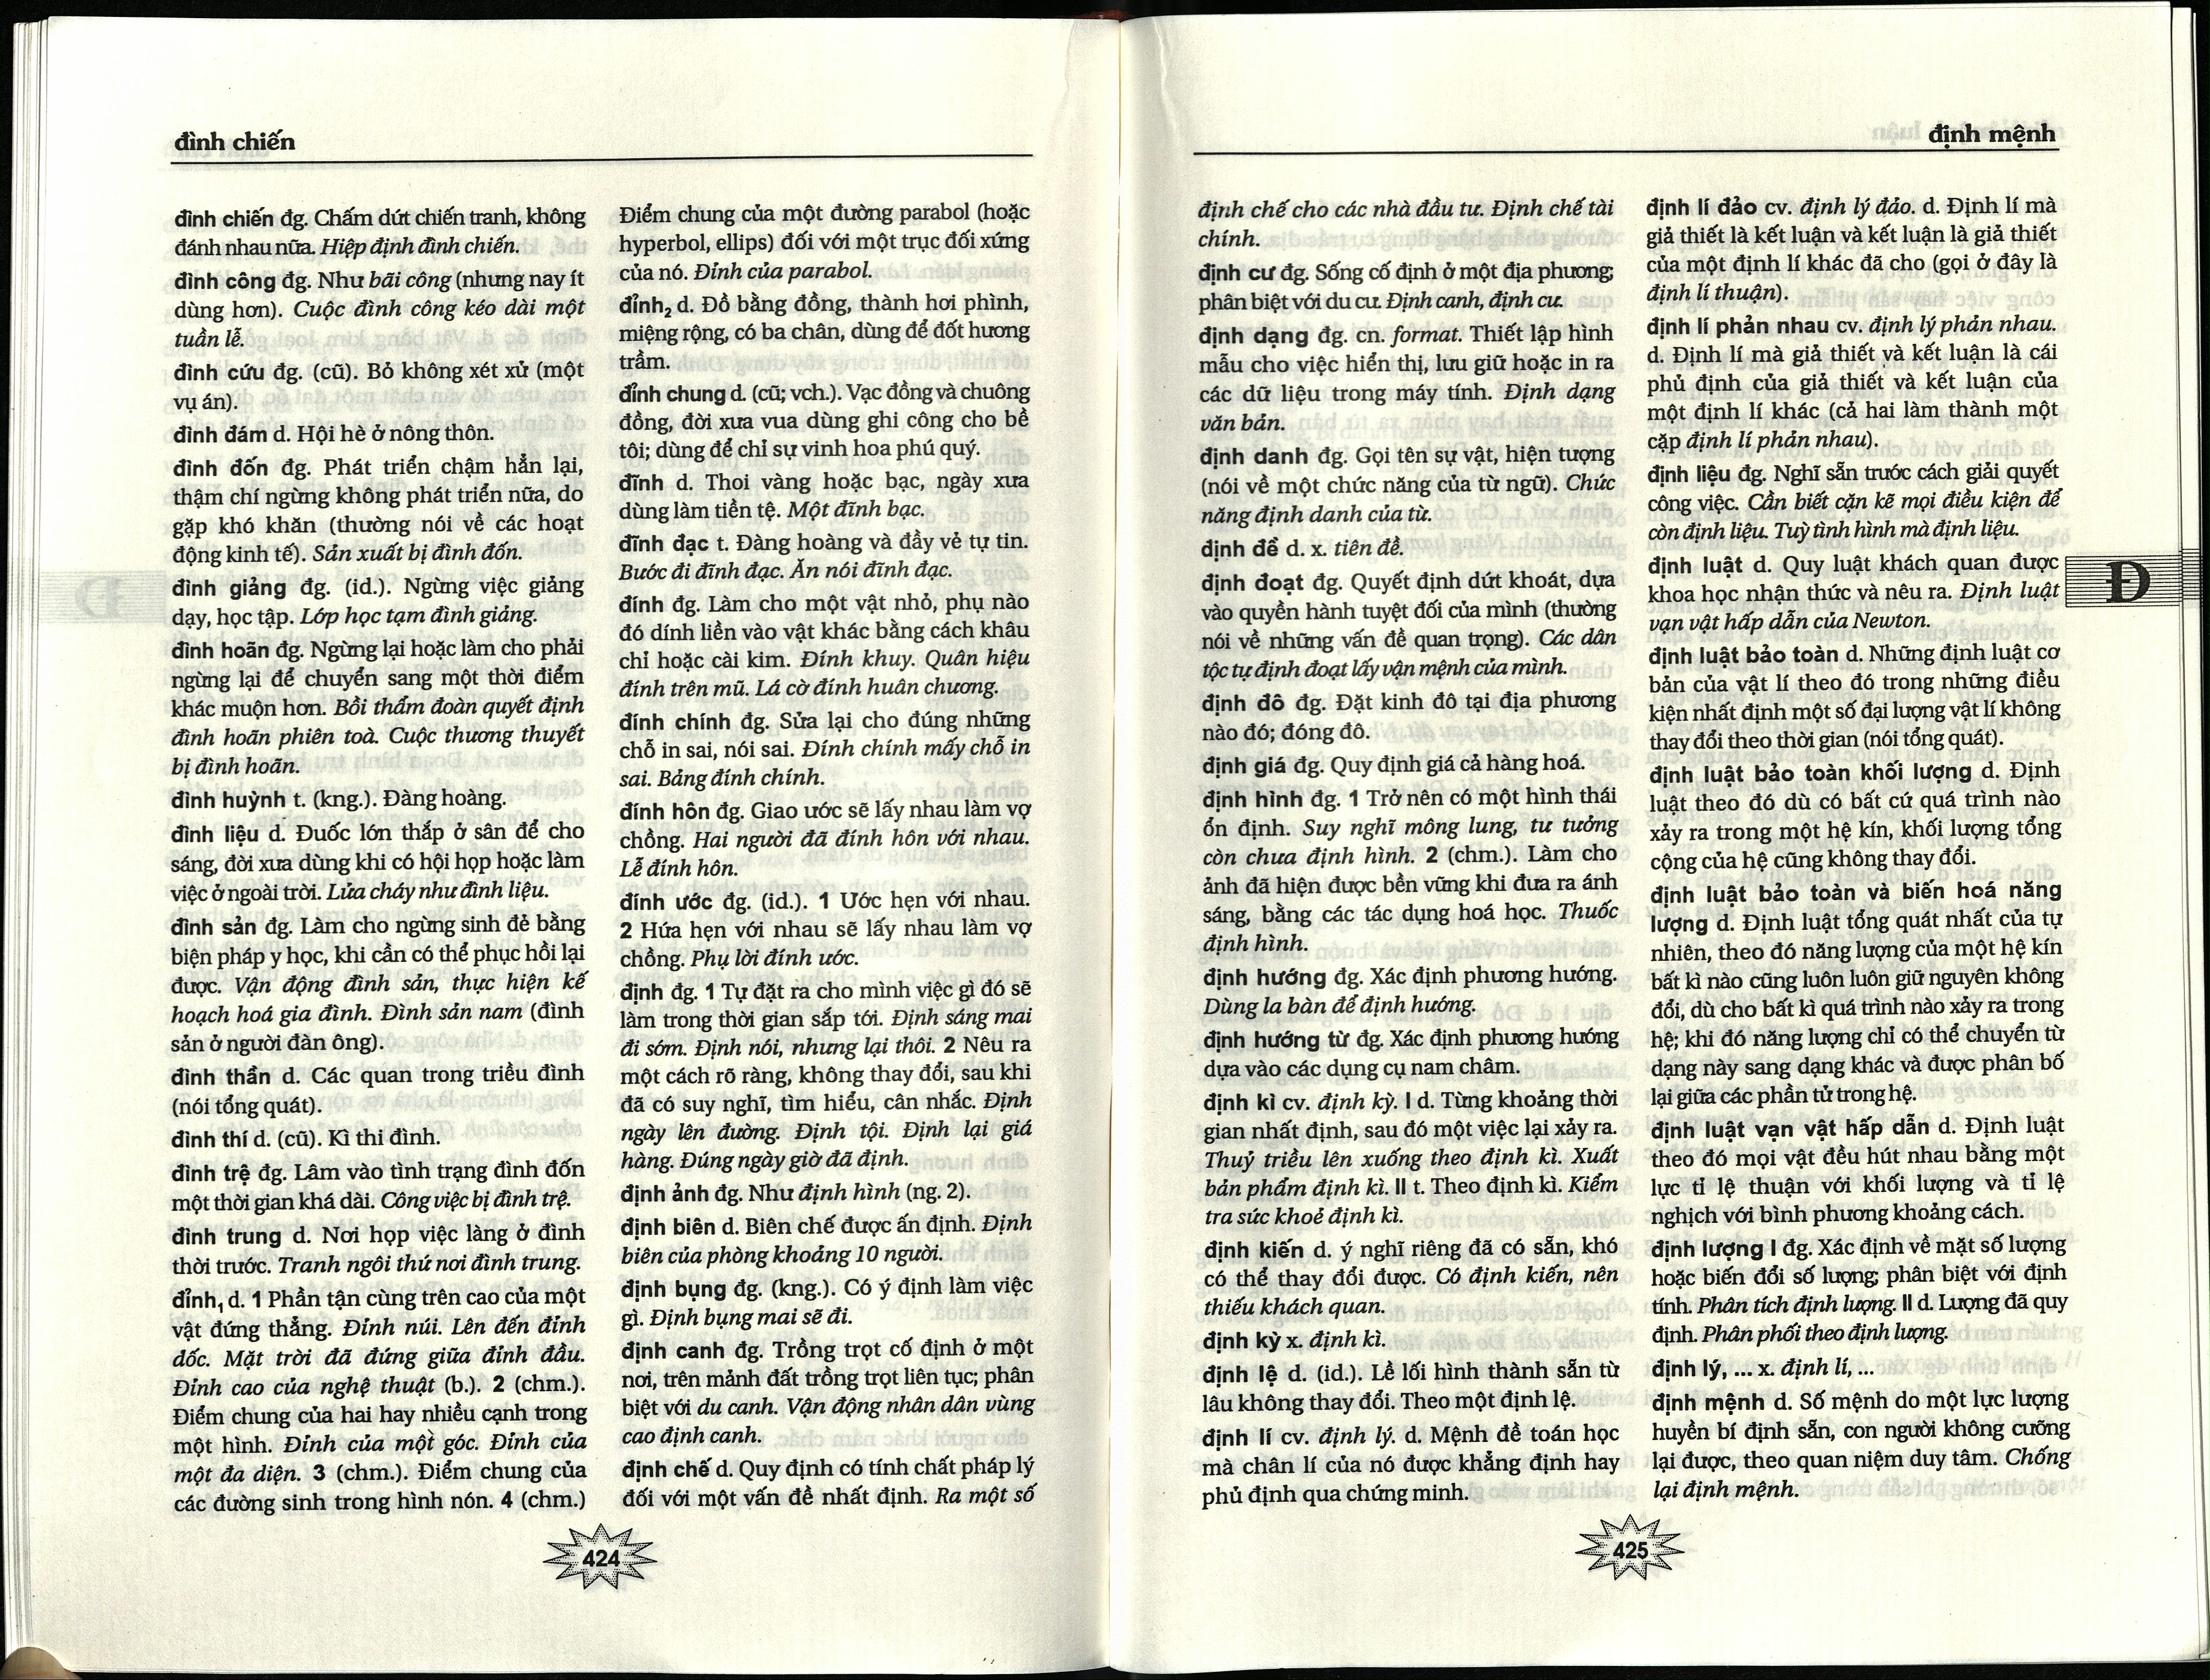 đình chiến
đình chiến đg. Chấm dứt chiến tranh, không
đánh nhau nữa. Hiệp định đình chiến.
đình công đg. Như bãi công (nhưng nay ít
dùng hơn). Cuộc đình công kéo dài một
tuần lễ.
đình cứu đg. (cũ). Bỏ không xét xử (một
vụ án).
đình đám d. Hội hè ở nông thôn.
đình đốn đg. Phát triển chậm hẳn lại,
thậm chí ngừng không phát triển nữa, do
gặp khó khăn (thường nói về các hoạt
động kinh tế). Sản xuất bị đình đốn.
đình giảng đg. (id.). Ngừng việc giảng
dạy, học tập. Lớp học tạm đình giảng.
đình hoãn đg. Ngừng lại hoặc làm cho phải
ngừng lại để chuyển sang một thời điểm
khác muộn hơn. Bồi thẩm đoàn quyết định
đình hoãn phiên toà. Cuộc thương thuyết
bị đình hoãn.
đình huỳnh t. (kng.). Đàng hoàng.
đình liệu d. Đuốc lớn thắp ở sân để cho
sáng, đời xưa dùng khi có hội họp hoặc làm
việc ở ngoài trời. Lửa cháy như đình liệu.
đình sản đg. Làm cho ngừng sinh đẻ bằng
biện pháp y học, khi cần có thể phục hồi lại
được. Vận động đình sản, thực hiện kế
hoạch hoá gia đình. Đình sản nam (đình
sản ở người đàn ông).
đình thần d. Các quan trong triều đình
(nói tổng quát).
đình thí d. (cũ). Kì thi đình.
đình trệ đg. Lâm vào tình trạng đình đốn
một thời gian khá dài. Công việc bị đình trệ.
đình trung d. Nơi họp việc làng ở đình
thời trước. Tranh ngôi thứ nơi đình trung.
đỉnh₁ d. 1 Phần tận cùng trên cao của một
vật đứng thẳng. Đỉnh núi. Lên đến đỉnh
dốc. Mặt trời đã đứng giữa đỉnh đầu.
Đỉnh cao của nghệ thuật (b.). 2 (chm.).
Điểm chung của hai hay nhiều cạnh trong
một hình. Đỉnh của một góc. Đỉnh của
một đa diện. 3 (chm.). Điểm chung của
các đường sinh trong hình nón. 4 (chm.)
Điểm chung của một đường parabol (hoặc
hyperbol, ellips) đối với một trục đối xứng
của nó. Đỉnh của parabol.
đỉnh₂ d. Đồ bằng đồng, thành hơi phình,
miệng rộng, có ba chân, dùng để đốt hương
trầm.
đỉnh chung d. (cũ; vch.). Vạc đồng và chuông
đồng, đời xưa vua dùng ghi công cho bề
tôi; dùng để chỉ sự vinh hoa phú quý.
đĩnh d. Thoi vàng hoặc bạc, ngày xưa
dùng làm tiền tệ. Một đĩnh bạc.
đĩnh đạc t. Đàng hoàng và đầy vẻ tự tin.
Bước đi đĩnh đạc. Ăn nói đĩnh đạc.
đính đg. Làm cho một vật nhỏ, phụ nào
đó dính liền vào vật khác bằng cách khâu
chỉ hoặc cài kim. Đính khuy. Quân hiệu
đính trên mũ. Lá cờ đính huân chương.
đính chính đg. Sửa lại cho đúng những
chỗ in sai, nói sai. Đính chính mấy chỗ in
sai. Bảng đính chính.
đính hôn đg. Giao ước sẽ lấy nhau làm vợ
chồng. Hai người đã đính hôn với nhau.
Lễ đính hôn.
đính ước đg. (id.). 1 Ước hẹn với nhau.
2 Hứa hẹn với nhau sẽ lấy nhau làm vợ
chồng. Phụ lời đính ước.
định đg. 1 Tự đặt ra cho mình việc gì đó sẽ
làm trong thời gian sắp tới. Định sáng mai
đi sớm. Định nói, nhưng lại thôi. 2 Nêu ra
một cách rõ ràng, không thay đổi, sau khi
đã có suy nghĩ, tìm hiểu, cân nhắc. Định
ngày lên đường. Định tội. Định lại giá
hàng. Đúng ngày giờ đã định.
định ảnh đg. Như định hình (ng. 2).
định biên d. Biên chế được ấn định. Định
biên của phòng khoảng 10 người.
định bụng đg. (kng.). Có ý định làm việc
gì. Định bụng mai sẽ đi.
định canh đg. Trồng trọt cố định ở một
nơi, trên mảnh đất trồng trọt liên tục; phân
biệt với du canh. Vận động nhân dân vùng
cao định canh.
định chế d. Quy định có tính chất pháp lý
đối với một vấn đề nhất định. Ra một số
424
định mệnh
định chế cho các nhà đầu tư. Định chế tài
chính.
định cư đg. Sống cố định ở một địa phương;
phân biệt với du cư. Định canh, định cư.
định dạng đg. cn. format. Thiết lập hình
mẫu cho việc hiển thị, lưu giữ hoặc in ra
các dữ liệu trong máy tính. Định dạng
văn bản.
định danh đg. Gọi tên sự vật, hiện tượng
(nói về một chức năng của từ ngữ). Chức
năng định danh của từ.
định đề d. x. tiên đề.
định đoạt đg. Quyết định dứt khoát, dựa
vào quyền hành tuyệt đối của mình (thường
nói về những vấn đề quan trọng). Các dân
tộc tự định đoạt lấy vận mệnh của mình.
định đô đg. Đặt kinh đô tại địa phương
nào đó; đóng đô.
định giá đg. Quy định giá cả hàng hoá.
định hình đg. 1 Trở nên có một hình thái
ổn định. Suy nghĩ mông lung, tư tưởng
còn chưa định hình. 2 (chm.). Làm cho
ảnh đã hiện được bền vững khi đưa ra ánh
sáng, bằng các tác dụng hoá học. Thuốc
định hình.
định hướng đg. Xác định phương hướng.
Dùng la bàn để định hướng.
định hướng từ đg. Xác định phương hướng
dựa vào các dụng cụ nam châm.
định kì cv. định kỳ. I d. Từng khoảng thời
gian nhất định, sau đó một việc lại xảy ra.
Thuỷ triều lên xuống theo định kì. Xuất
bản phẩm định kì. II t. Theo định kì. Kiểm
tra sức khoẻ định kì.
định kiến d. ý nghĩ riêng đã có sẵn, khó
có thể thay đổi được. Có định kiến, nên
thiếu khách quan.
định kỳ x. định kì.
định lệ d. (id.). Lề lối hình thành sẵn từ
lâu không thay đổi. Theo một định lệ.
định lí cv. định lý. d. Mệnh đề toán học
mà chân lí của nó được khẳng định hay
phủ định qua chứng minh.
định lí đảo cv. định lý đảo. d. Định lí mà
giả thiết là kết luận và kết luận là giả thiết
của một định lí khác đã cho (gọi ở đây là
định lí thuận).
định lí phản nhau cv. định lý phản nhau.
d. Định lí mà giả thiết và kết luận là cái
phủ định của giả thiết và kết luận của
một định lí khác (cả hai làm thành một
cặp định lí phản nhau).
định liệu đg. Nghĩ sẵn trước cách giải quyết
công việc. Cần biết cặn kẽ mọi điều kiện để
còn định liệu. Tuỳ tình hình mà định liệu.
định luật d. Quy luật khách quan được
khoa học nhận thức và nêu ra. Định luật
vạn vật hấp dẫn của Newton.
định luật bảo toàn d. Những định luật cơ
bản của vật lí theo đó trong những điều
kiện nhất định một số đại lượng vật lí không
thay đổi theo thời gian (nói tổng quát).
định luật bảo toàn khối lượng d. Định
luật theo đó dù có bất cứ quá trình nào
xảy ra trong một hệ kín, khối lượng tổng
cộng của hệ cũng không thay đổi.
định luật bảo toàn và biến hoá năng
lượng d. Định luật tổng quát nhất của tự
nhiên, theo đó năng lượng của một hệ kín
bất kì nào cũng luôn luôn giữ nguyên không
đổi, dù cho bất kì quá trình nào xảy ra trong
hệ; khi đó năng lượng chỉ có thể chuyển từ
dạng này sang dạng khác và được phân bố
lại giữa các phần tử trong hệ.
định luật vạn vật hấp dẫn d. Định luật
theo đó mọi vật đều hút nhau bằng một
lực tỉ lệ thuận với khối lượng và tỉ lệ
nghịch với bình phương khoảng cách.
định lượng I đg. Xác định về mặt số lượng
hoặc biến đổi số lượng; phân biệt với định
tính. Phân tích định lượng. II d. Lượng đã quy
định. Phân phối theo định lượng.
định lý, ... x. định lí, ...
định mệnh d. Số mệnh do một lực lượng
huyền bí định sẵn, con người không cưỡng
lại được, theo quan niệm duy tâm. Chống
lại định mệnh.
Đ
425